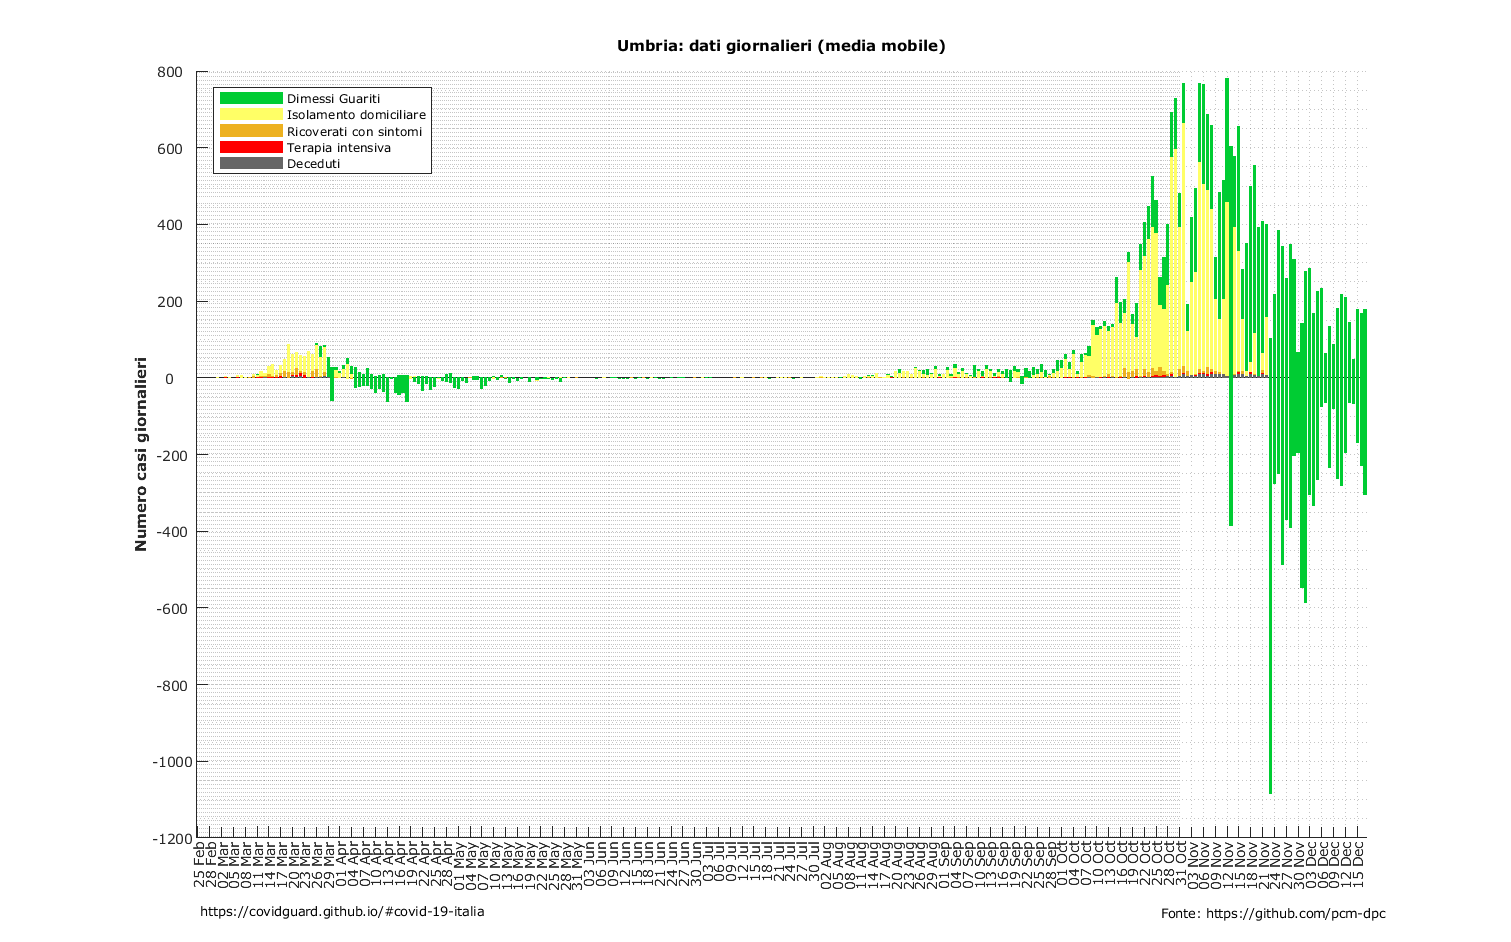 Umbria: dati giornalieri (media mobile)
Dimessi Guariti
Isolamento domiciliare
Ricoverati con sintomi
Terapia intensiva
Deceduti
Numero casi giornalieri
800
600
400
200
0
-200
-400
-600
-800
-1000
-1200
25 Feb
28 Feb
02 Mar
05 Mar
08 Mar
11 Mar
14 Mar
17 Mar
20 Mar
23 Mar
26 Mar
29 Mar
01 Apr
04 Apr
07 Apr
10 Apr
13 Apr
16 Apr
19 Apr
22 Apr
25 Apr
28 Apr
01 May
04 May
07 May
10 May
13 May
16 May
19 May
22 May
25 May
28 May
31 May
03 Jun
06 Jun
09 Jun
12 Jun
15 Jun
18 Jun
21 Jun
24 Jun
27 Jun
30 Jun
03 Jul
06 Jul
09 Jul
12 Jul
15 Jul
18 Jul
21 Jul
24 Jul
27 Jul
30 Jul
02 Aug
05 Aug
08 Aug
11 Aug
14 Aug
17 Aug
20 Aug
23 Aug
26 Aug
29 Aug
01 Sep
04 Sep
07 Sep
10 Sep
13 Sep
16 Sep
19 Sep
22 Sep
25 Sep
28 Sep
01 Oct
04 Oct
07 Oct
10 Oct
13 Oct
16 Oct
19 Oct
22 Oct
25 Oct
28 Oct
31 Oct
03 Nov
06 Nov
09 Nov
12 Nov
15 Nov
18 Nov
21 Nov
24 Nov
27 Nov
30 Nov
03 Dec
06 Dec
09 Dec
12 Dec
15 Dec
https://covidguard.github.io/#covid-19-italia
Fonte: https://github.com/pcm-dpc